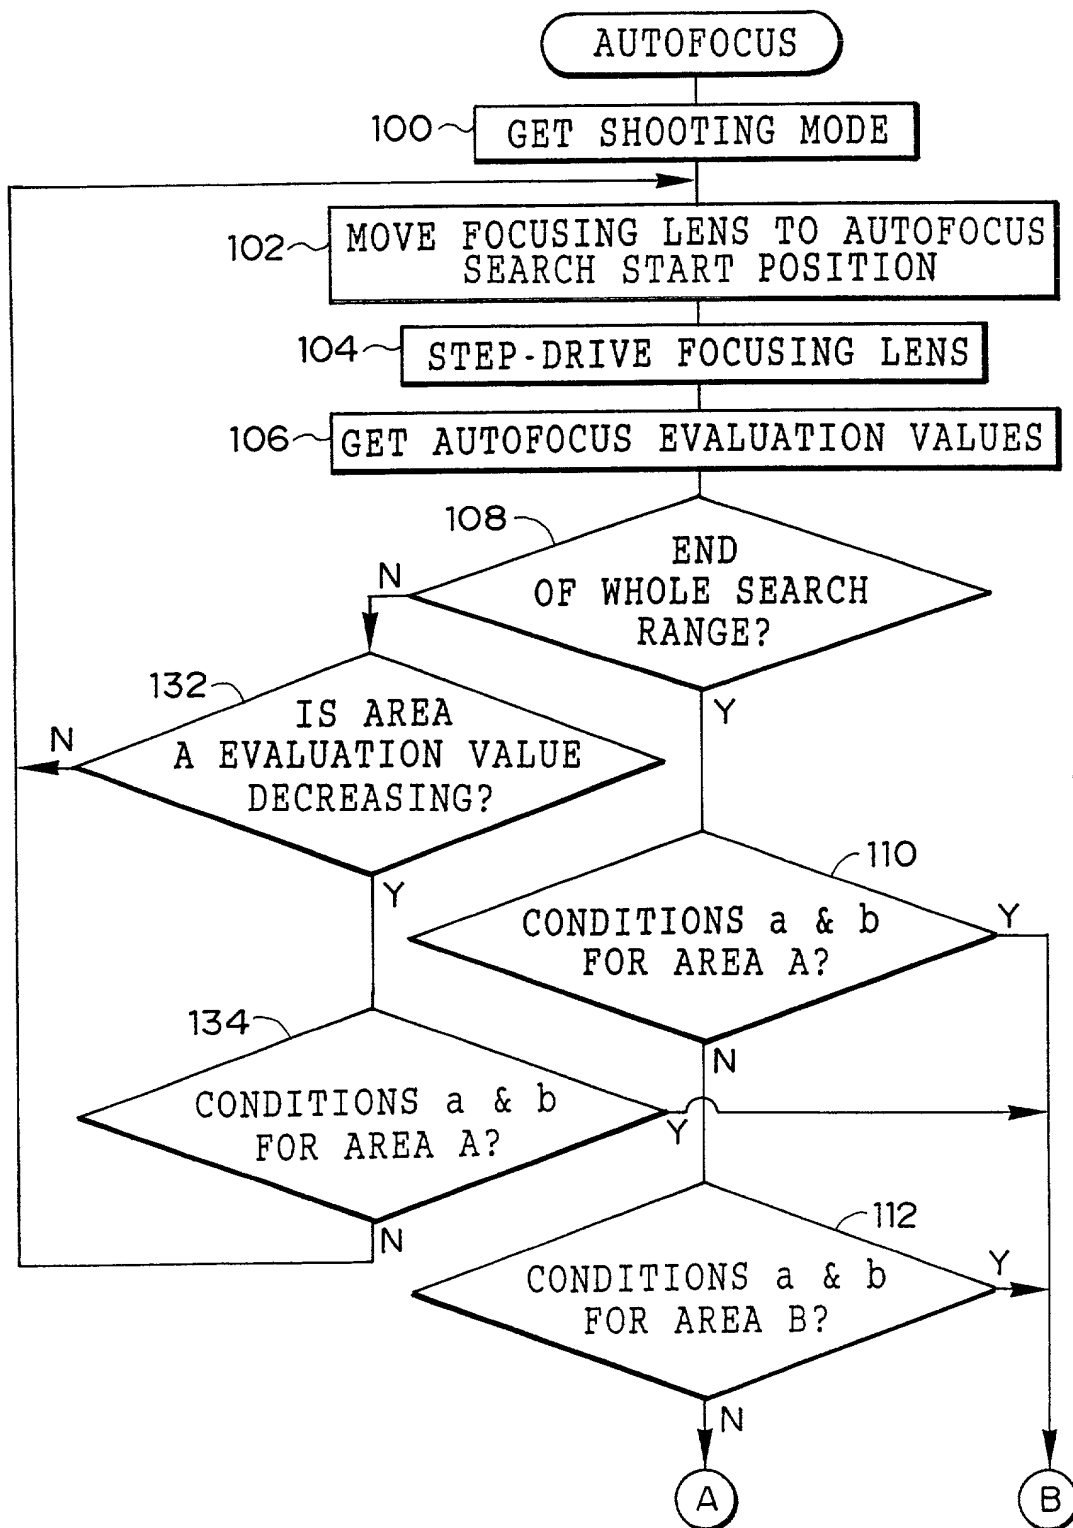 AUTOFOCUS
100
GET SHOOTING MODE
102
MOVE FOCUSING LENS TO AUTOFOCUS
SEARCH START POSITION
104
STEP-DRIVE FOCUSING LENS
106
GET AUTOFOCUS EVALUATION VALUES
108
END
OF WHOLE SEARCH
RANGE?
N
Y
132
IS AREA
A EVALUATION VALUE
DECREASING?
N
Y
110
CONDITIONS a & b
FOR AREA A?
Y
N
134
CONDITIONS a & b
FOR AREA A?
Y
N
112
CONDITIONS a & b
FOR AREA B?
Y
N
A
B